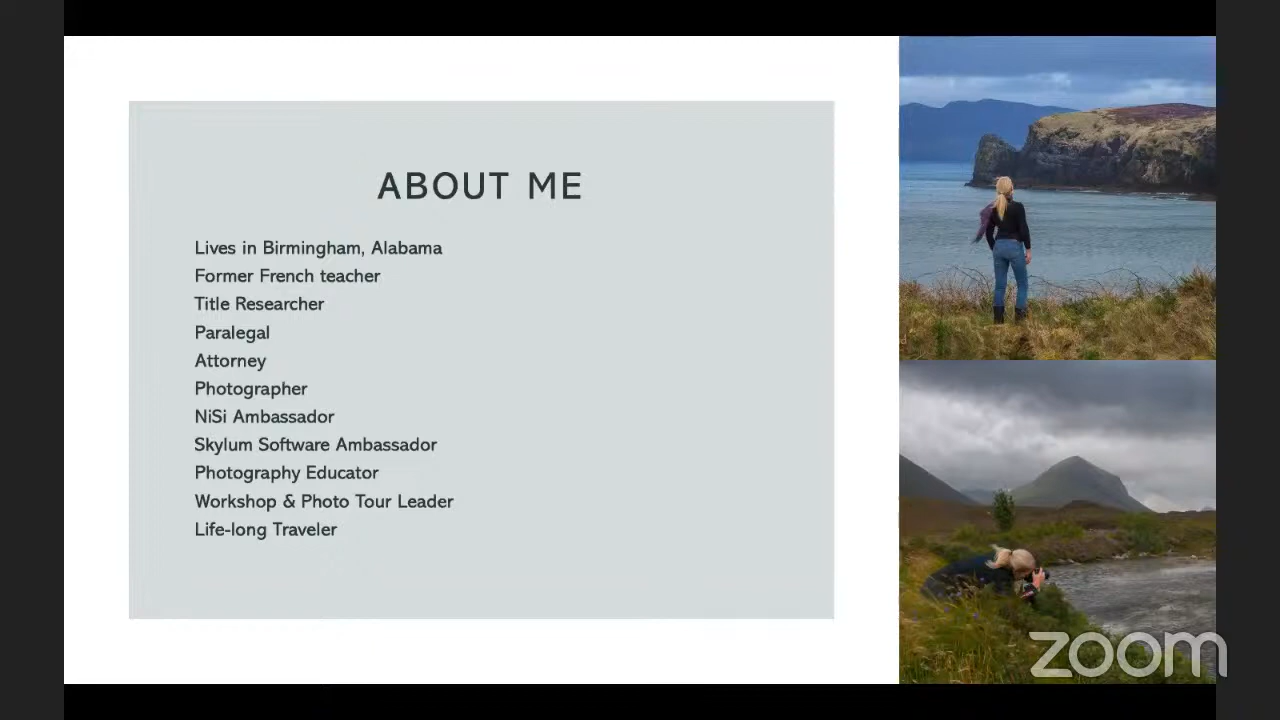 ABOUT ME
Lives in Birmingham, Alabama
Former French teacher
Title Researcher
Paralegal
Attorney
Photographer
NiSi Ambassador
Skylum Software Ambassador
Photography Educator
Workshop & Photo Tour Leader
Life-long Traveler
zoom